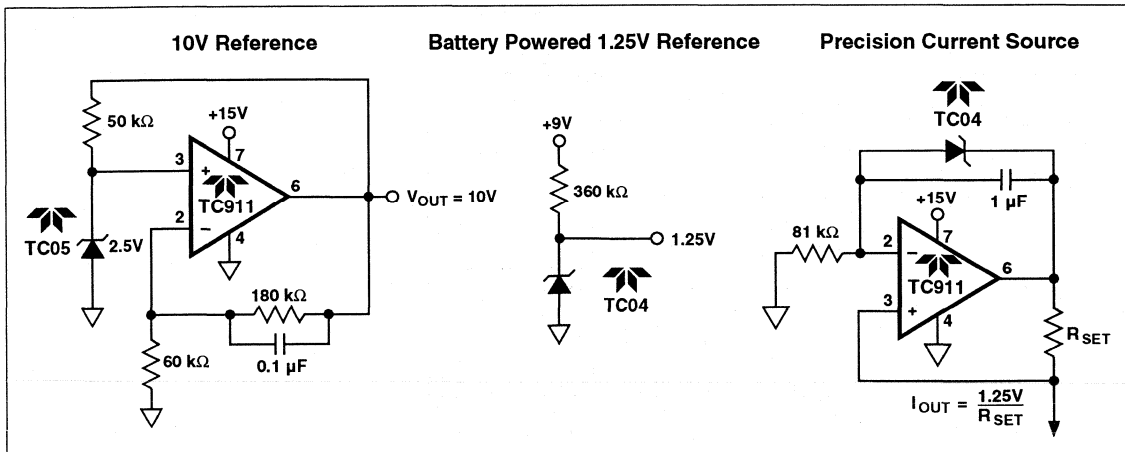 10V Reference
50 kΩ
+15V
7
3
+
TC911
6
VOUT = 10V
2
–
4
TC05
2.5V
180 kΩ
0.1 µF
60 kΩ
Battery Powered 1.25V Reference
+9V
360 kΩ
1.25V
TC04
Precision Current Source
TC04
1 µF
+15V
7
81 kΩ
2
–
TC911
6
3
+
4
RSET
IOUT = 1.25V
RSET